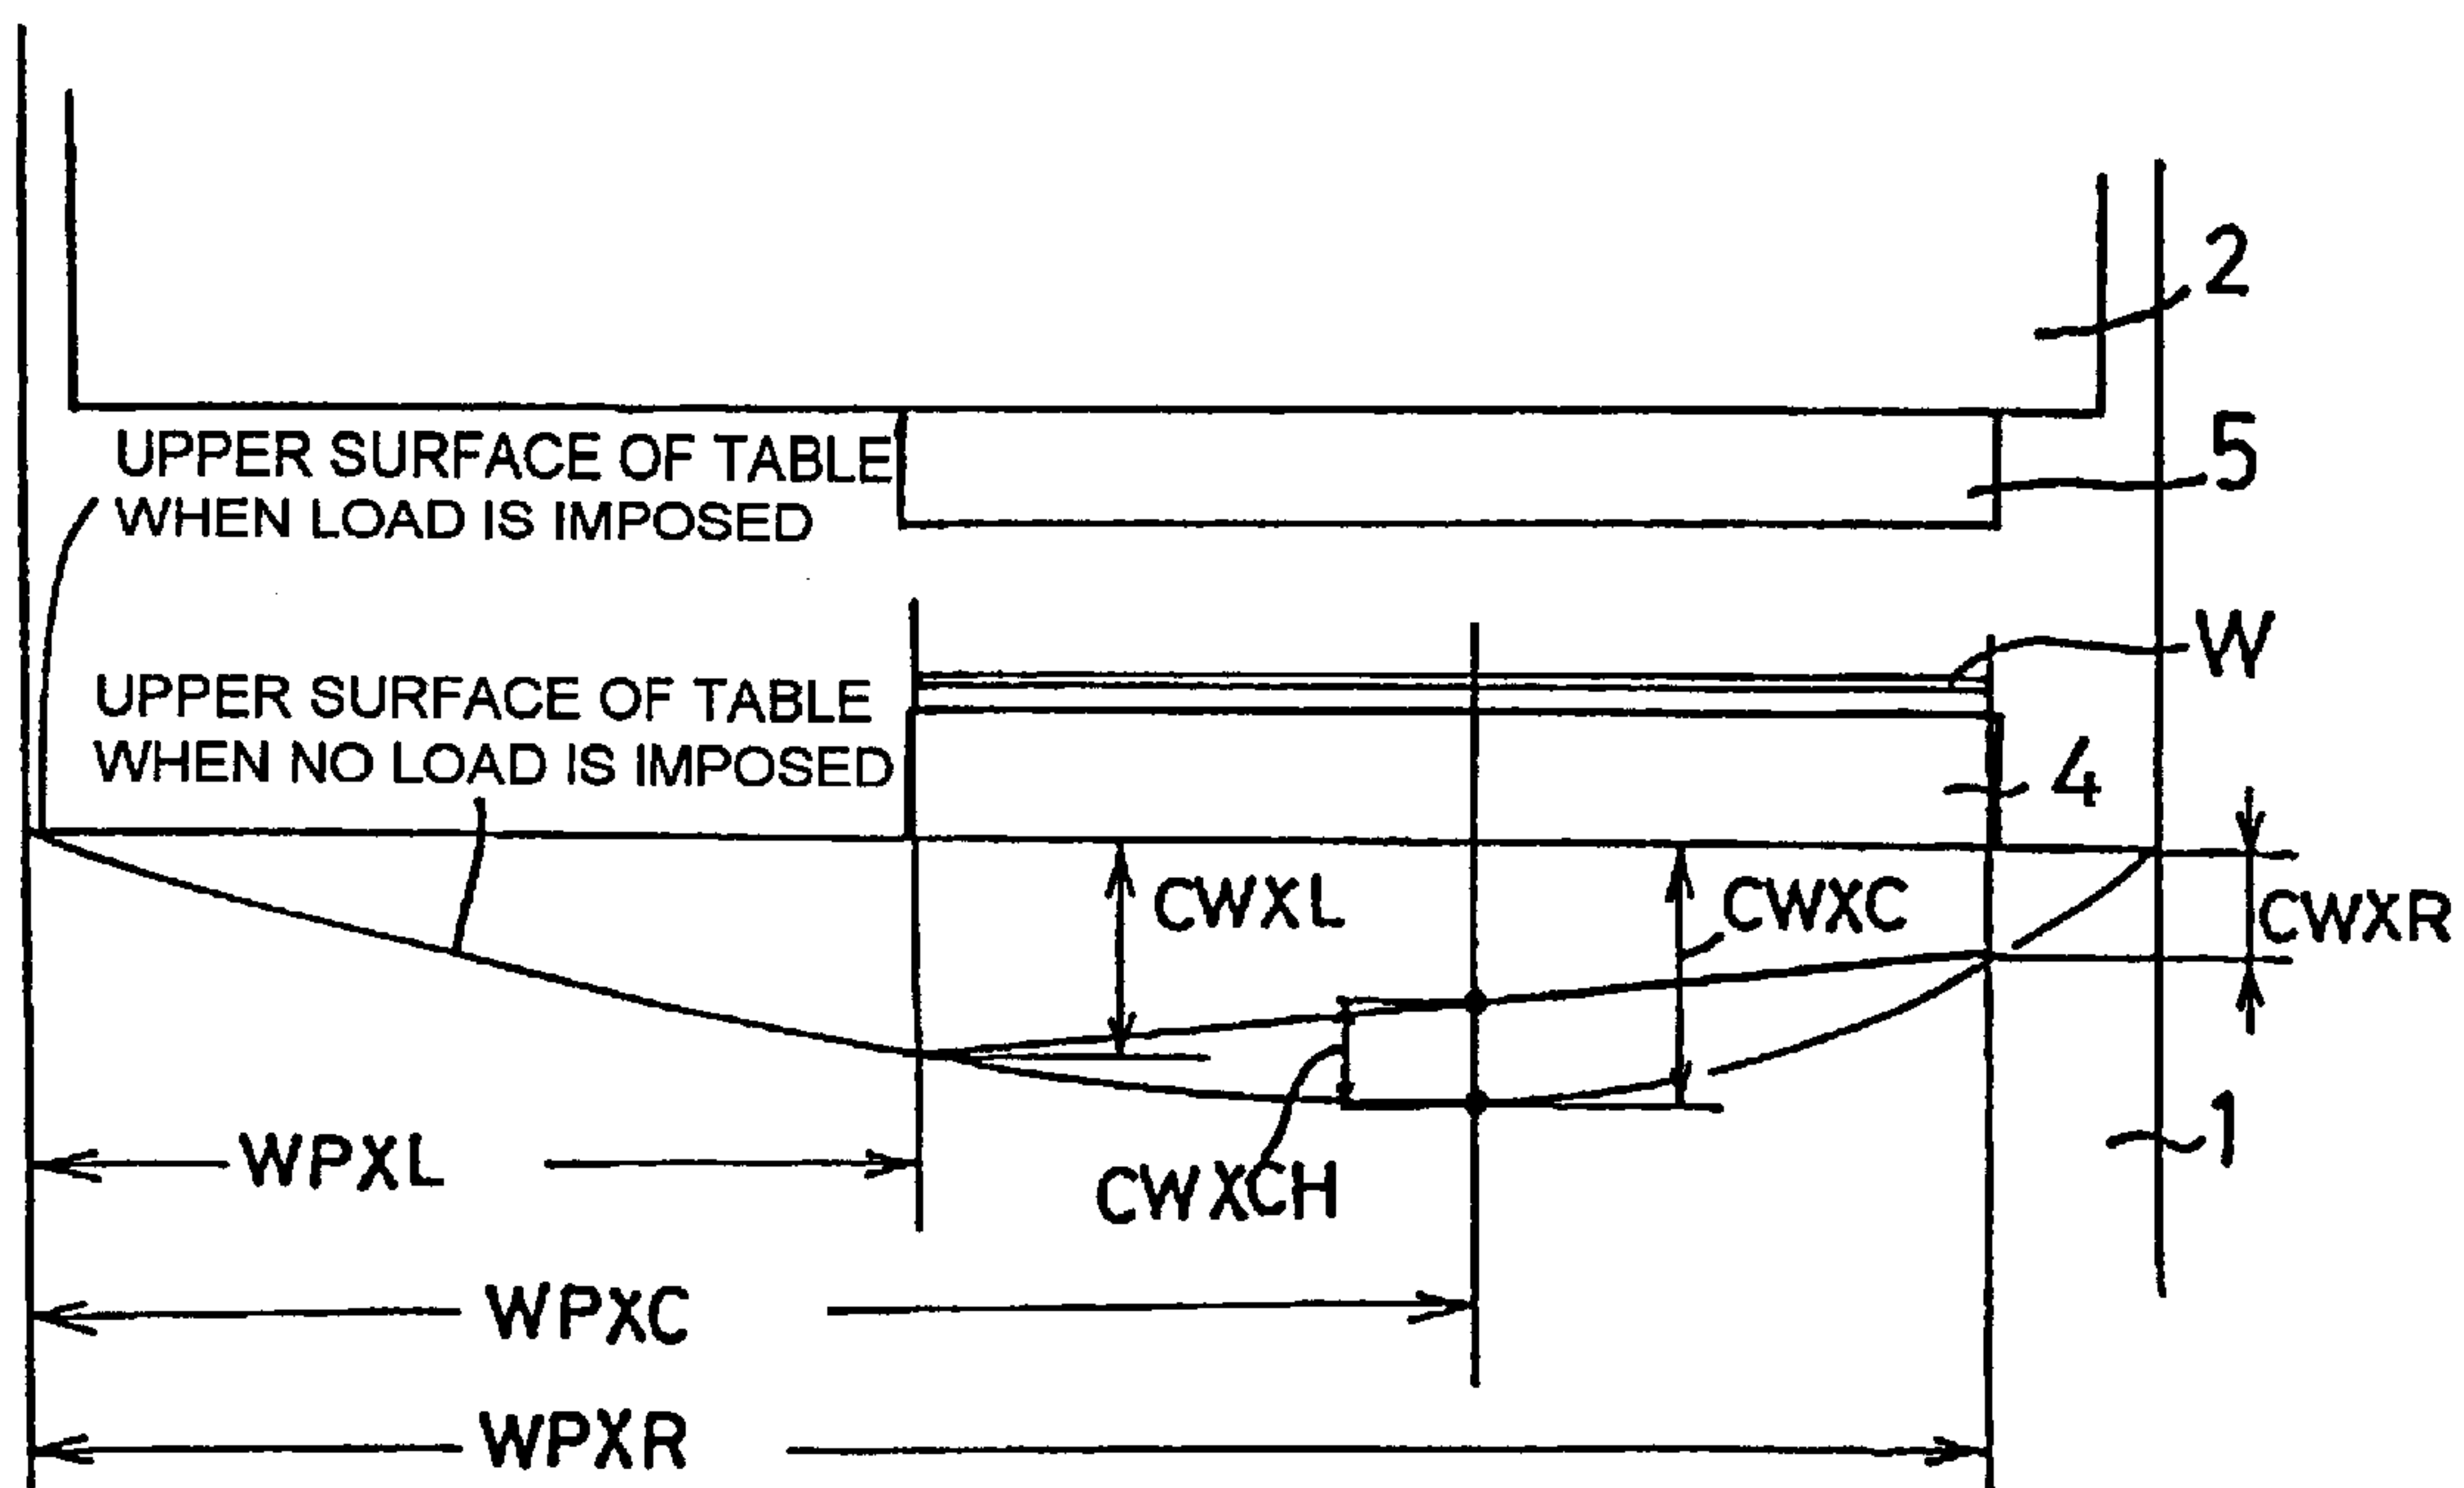 2
UPPER SURFACE OF TABLE
WHEN LOAD IS IMPOSED
5
W
UPPER SURFACE OF TABLE
WHEN NO LOAD IS IMPOSED
4
CWXL
CWXC
CWXR
1
WPXL
CWXCH
WPXC
WPXR